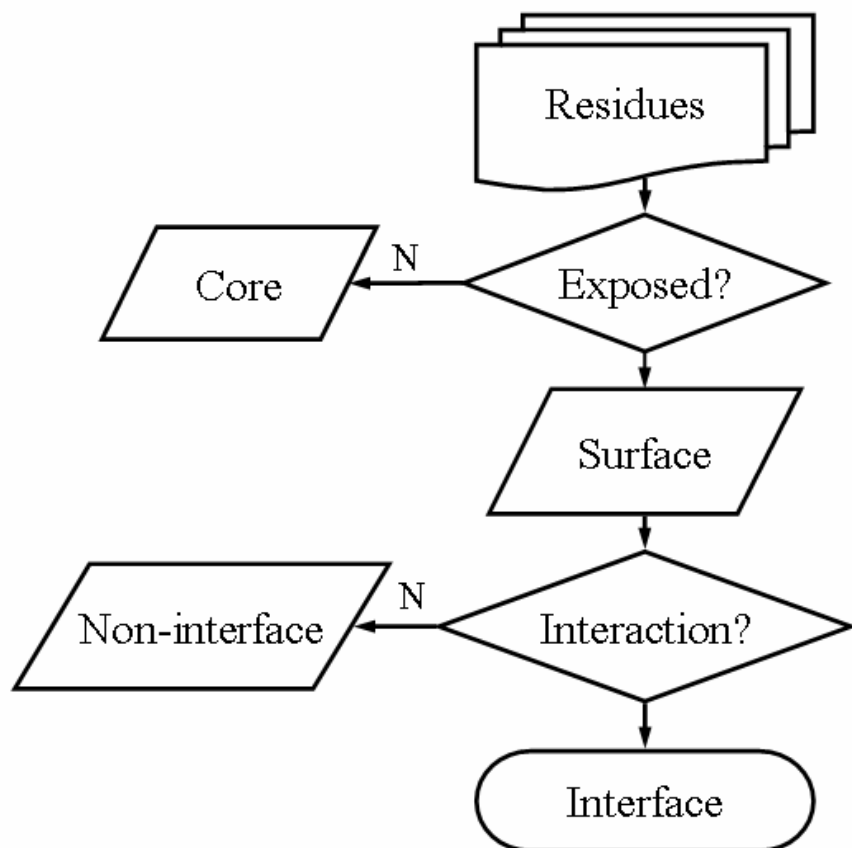 Residues
N
Core
Exposed?
Surface
N
Non-interface
Interaction?
Interface